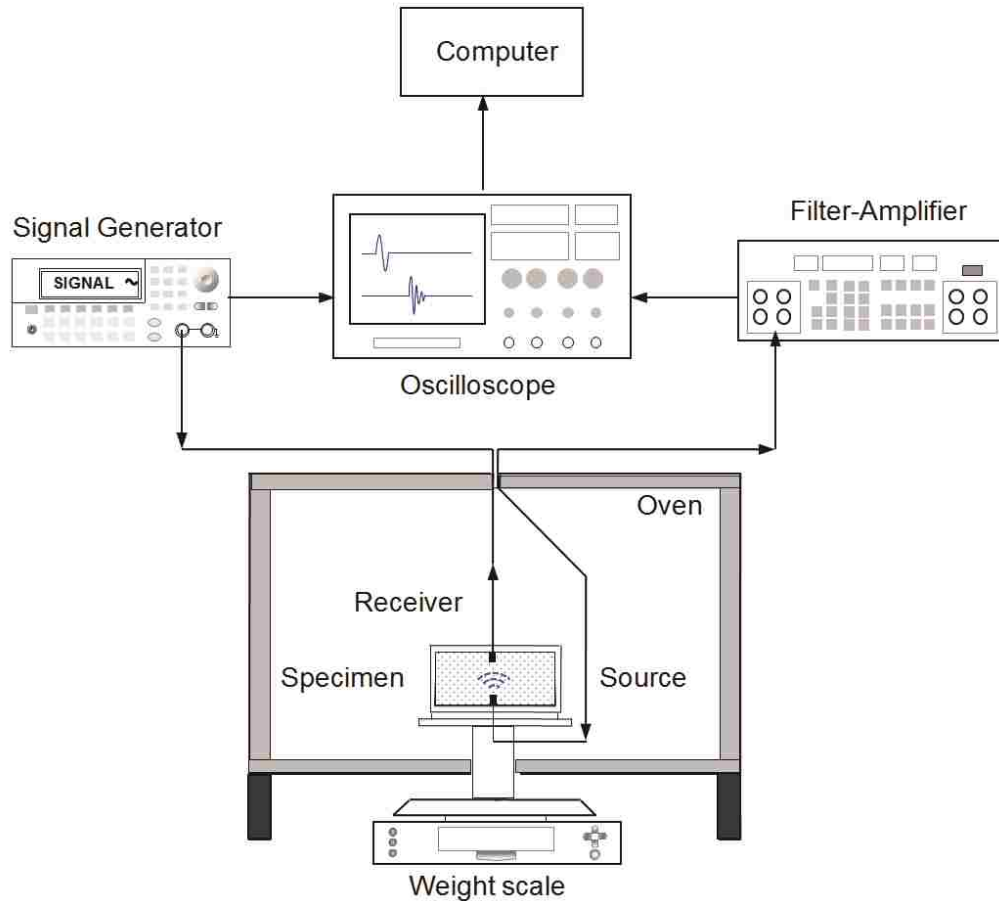 Computer
Signal Generator
Filter-Amplifier
SIGNAL ~
Oscilloscope
Oven
Receiver
Specimen
Source
Weight scale